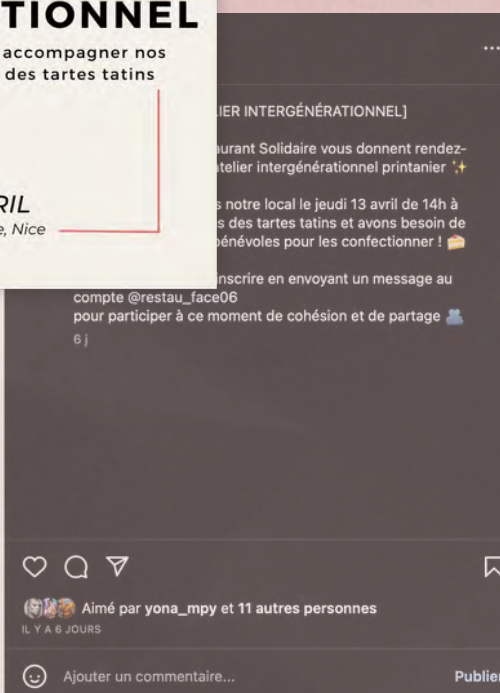 TIONNEL
accompagner nos
des tartes tatins
RIL
e, Nice
...
LIER INTERGÉNÉRATIONNEL]
aurant Solidaire vous donnent rendez-
atelier intergénérationnel printanier ✨
s notre local le jeudi 13 avril de 14h à
s des tartes tatins et avons besoin de
bénévoles pour les confectionner ! 🍰
inscrire en envoyant un message au
compte @restau_face06
pour participer à ce moment de cohésion et de partage 🫂
6 j
Aimé par yona_mpy et 11 autres personnes
IL Y A 6 JOURS
Ajouter un commentaire...
Publier